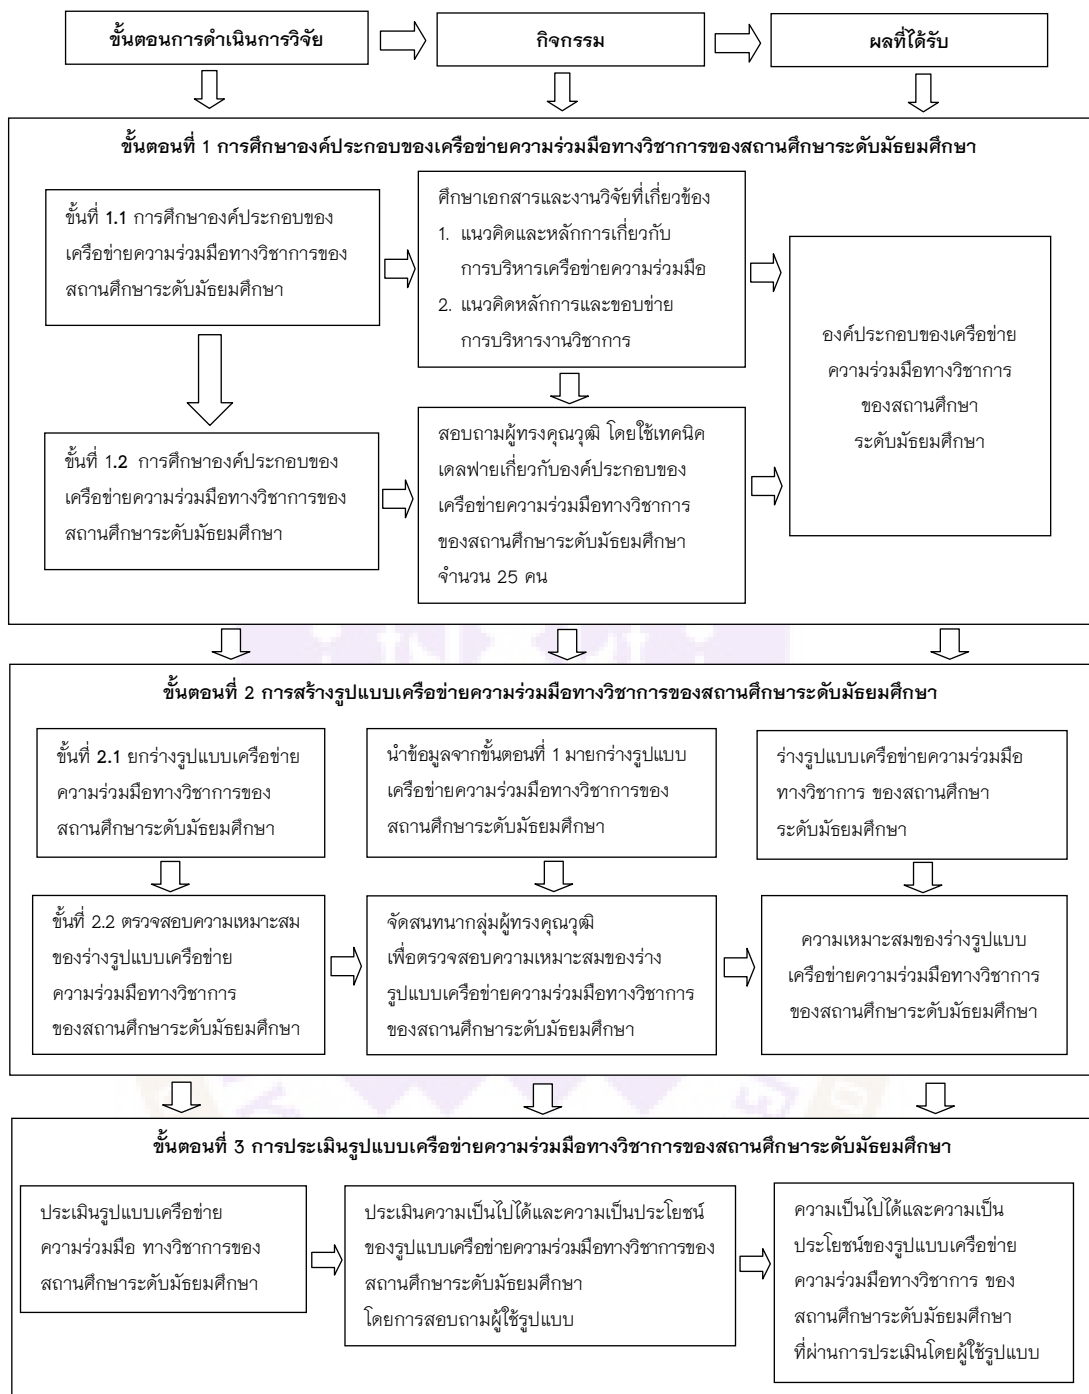 ขั้นตอนการดำเนินการวิจัย
กิจกรรม
ผลที่ได้รับ
ขั้นตอนที่ 1 การศึกษาองค์ประกอบของเครือข่ายความร่วมมือทางวิชาการของสถานศึกษาระดับมัธยมศึกษา
ขั้นที่ 1.1 การศึกษาองค์ประกอบของ
เครือข่ายความร่วมมือทางวิชาการของ
สถานศึกษาระดับมัธยมศึกษา
ศึกษาเอกสารและงานวิจัยที่เกี่ยวข้อง
1. แนวคิดและหลักการเกี่ยวกับ
การบริหารเครือข่ายความร่วมมือ
2. แนวคิดหลักการและขอบข่าย
การบริหารงานวิชาการ
องค์ประกอบของเครือข่าย
ความร่วมมือทางวิชาการ
ของสถานศึกษา
ระดับมัธยมศึกษา
ขั้นที่ 1.2 การศึกษาองค์ประกอบของ
เครือข่ายความร่วมมือทางวิชาการของ
สถานศึกษาระดับมัธยมศึกษา
สอบถามผู้ทรงคุณวุฒิ โดยใช้เทคนิค
เดลฟายเกี่ยวกับองค์ประกอบของ
เครือข่ายความร่วมมือทางวิชาการ
ของสถานศึกษาระดับมัธยมศึกษา
จำนวน 25 คน
ขั้นตอนที่ 2 การสร้างรูปแบบเครือข่ายความร่วมมือทางวิชาการของสถานศึกษาระดับมัธยมศึกษา
ขั้นที่ 2.1 ยกร่างรูปแบบเครือข่าย
ความร่วมมือทางวิชาการของ
สถานศึกษาระดับมัธยมศึกษา
นำข้อมูลจากขั้นตอนที่ 1 มายกร่างรูปแบบ
เครือข่ายความร่วมมือทางวิชาการของ
สถานศึกษาระดับมัธยมศึกษา
ร่างรูปแบบเครือข่ายความร่วมมือ
ทางวิชาการ ของสถานศึกษา
ระดับมัธยมศึกษา
ขั้นที่ 2.2 ตรวจสอบความเหมาะสม
ของร่างรูปแบบเครือข่าย
ความร่วมมือทางวิชาการ
ของสถานศึกษาระดับมัธยมศึกษา
จัดสนทนากลุ่มผู้ทรงคุณวุฒิ
เพื่อตรวจสอบความเหมาะสมของร่าง
รูปแบบเครือข่ายความร่วมมือทางวิชาการ
ของสถานศึกษาระดับมัธยมศึกษา
ความเหมาะสมของร่างรูปแบบ
เครือข่ายความร่วมมือทางวิชาการ
ของสถานศึกษาระดับมัธยมศึกษา
ขั้นตอนที่ 3 การประเมินรูปแบบเครือข่ายความร่วมมือทางวิชาการของสถานศึกษาระดับมัธยมศึกษา
ประเมินรูปแบบเครือข่าย
ความร่วมมือ ทางวิชาการของ
สถานศึกษาระดับมัธยมศึกษา
ประเมินความเป็นไปได้และความเป็นประโยชน์
ของรูปแบบเครือข่ายความร่วมมือทางวิชาการของ
สถานศึกษาระดับมัธยมศึกษา
โดยการสอบถามผู้ใช้รูปแบบ
ความเป็นไปได้และความเป็น
ประโยชน์ของรูปแบบเครือข่าย
ความร่วมมือทางวิชาการ ของ
สถานศึกษาระดับมัธยมศึกษา
ที่ผ่านการประเมินโดยผู้ใช้รูปแบบ